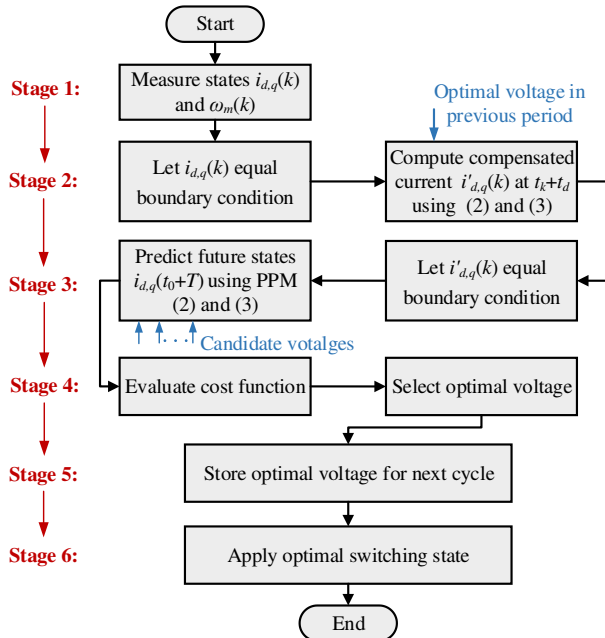 Start
Stage 1:
Measure states i_{d,q}(k)
and ω_m(k)
Optimal voltage in
previous period
Stage 2:
Let i_{d,q}(k) equal
boundary condition
Compute compensated
current i'_{d,q}(k) at t_k+t_d
using (2) and (3)
Stage 3:
Predict future states
i_{d,q}(t_0+T) using PPM
(2) and (3)
Let i'_{d,q}(k) equal
boundary condition
...
Candidate votalges
Stage 4:
Evaluate cost function
Select optimal voltage
Stage 5:
Store optimal voltage for next cycle
Stage 6:
Apply optimal switching state
End